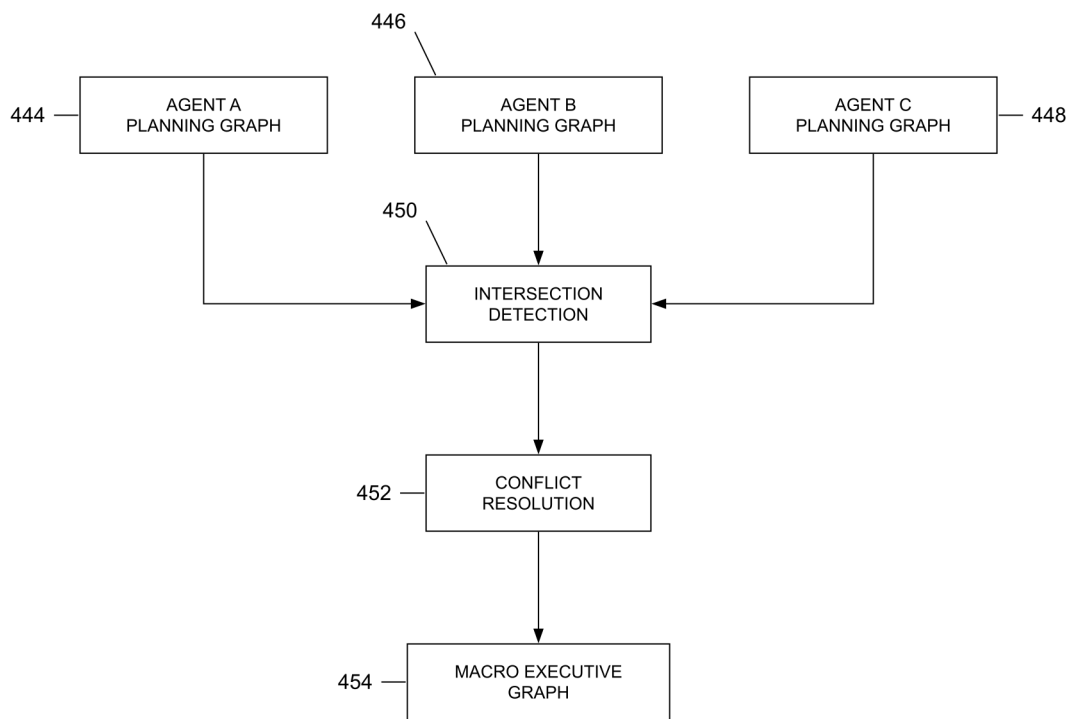 446
444
AGENT A
PLANNING GRAPH
AGENT B
PLANNING GRAPH
AGENT C
PLANNING GRAPH
448
450
INTERSECTION
DETECTION
452
CONFLICT
RESOLUTION
454
MACRO EXECUTIVE
GRAPH